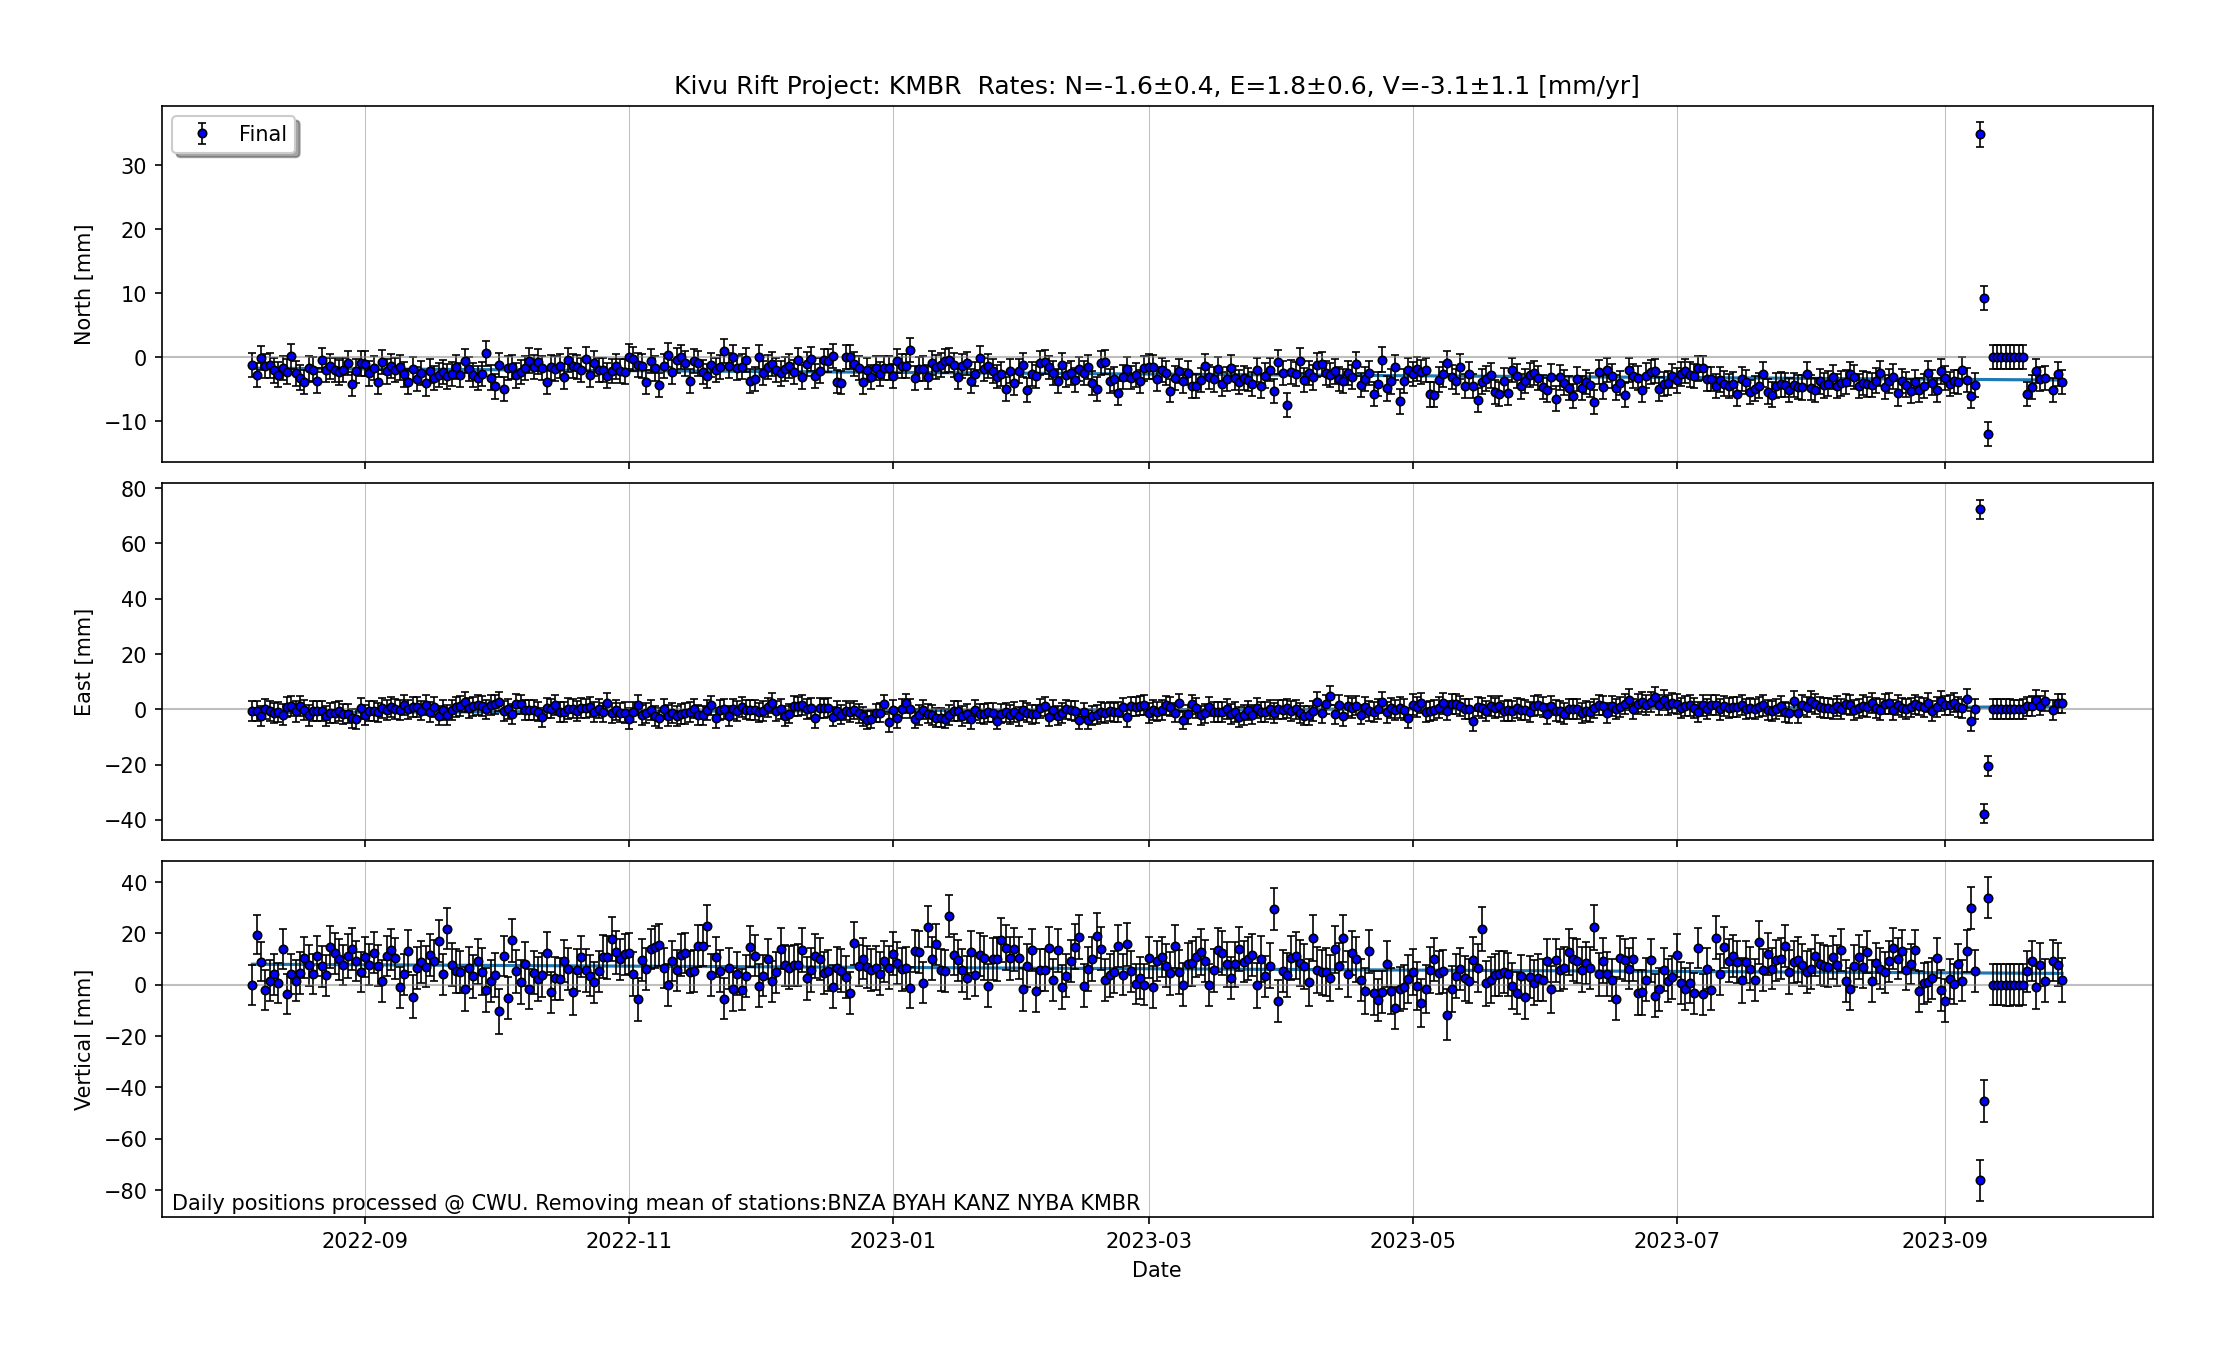 Kivu Rift Project: KMBR  Rates: N=-1.6±0.4, E=1.8±0.6, V=-3.1±1.1 [mm/yr]
Final
North [mm]
30
20
10
0
−10
East [mm]
80
60
40
20
0
−20
−40
Vertical [mm]
40
20
0
−20
−40
−60
−80
Daily positions processed @ CWU. Removing mean of stations:BNZA BYAH KANZ NYBA KMBR
2022-09 2022-11 2023-01 2023-03 2023-05 2023-07 2023-09
Date